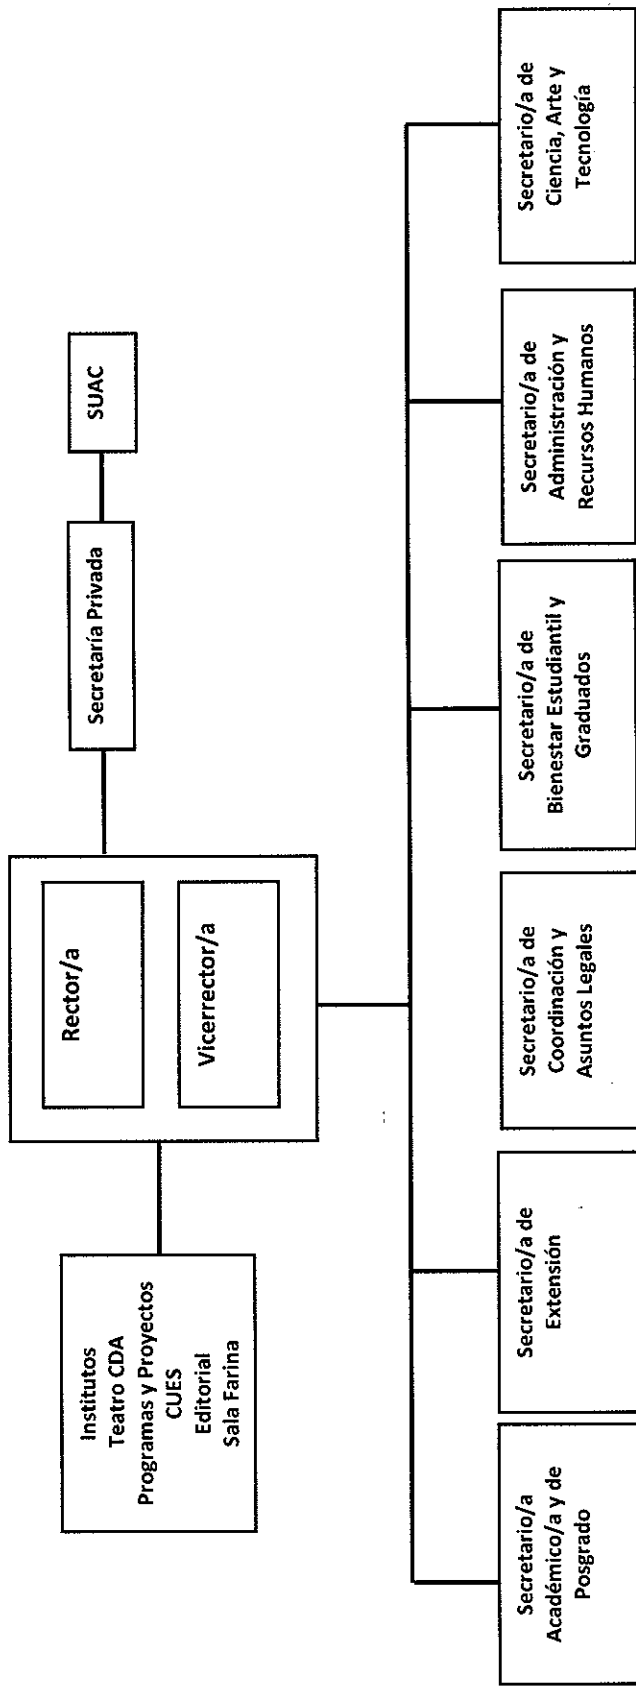 Institutos
Teatro CDA
Programas y Proyectos
CUES
Editorial
Sala Farina
Rector/a
Vicerrector/a
Secretaría Privada
SUAC
Secretario/a
Académico/a y de
Posgrado
Secretario/a de
Extensión
Secretario/a de
Coordinación y
Asuntos Legales
Secretario/a de
Bienestar Estudiantil y
Graduados
Secretario/a de
Administración y
Recursos Humanos
Secretario/a de
Ciencia, Arte y
Tecnología